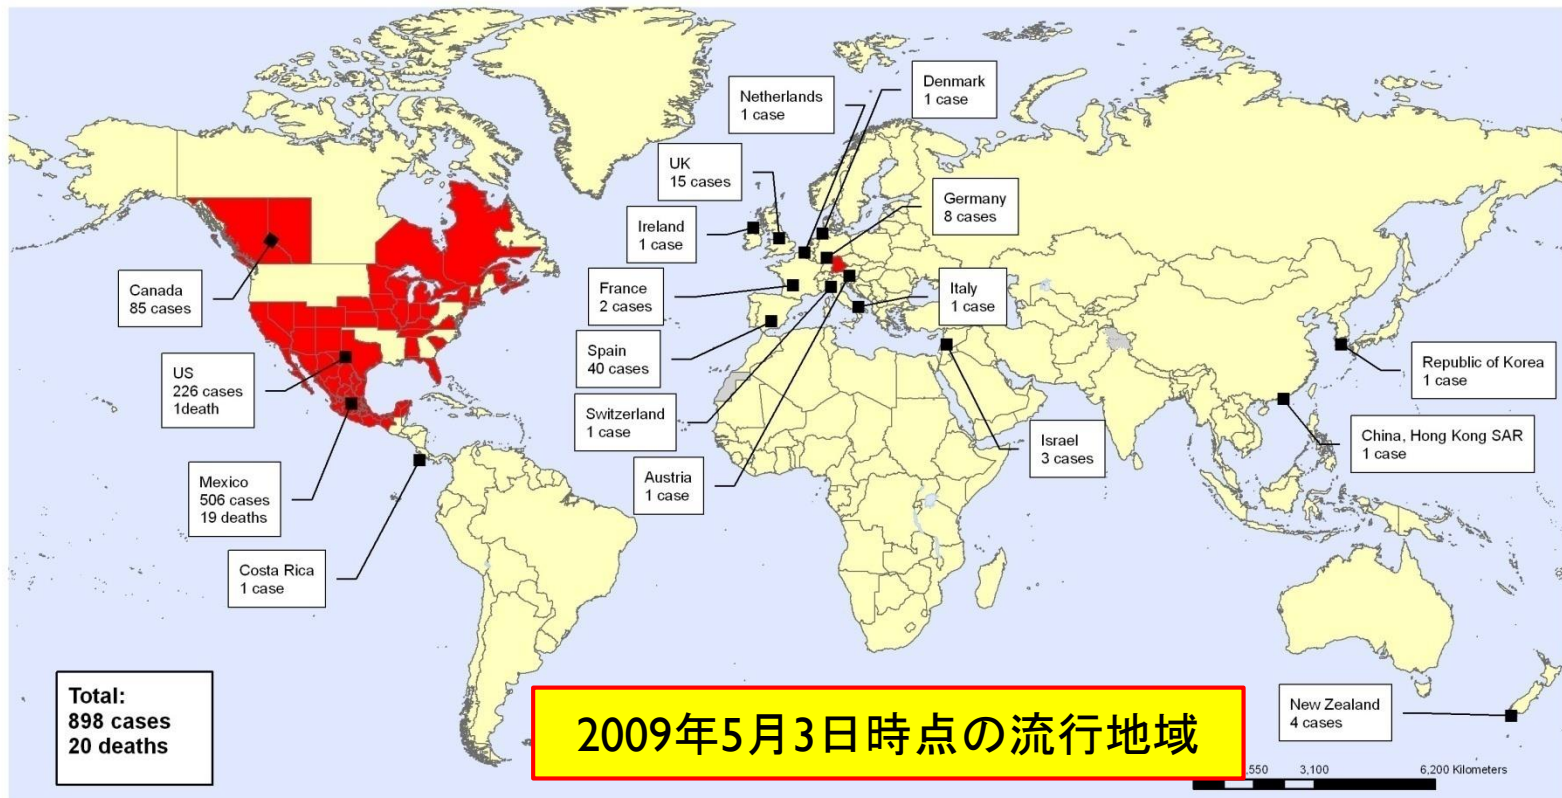 Denmark
1 case
Netherlands
1 case
UK
15 cases
Germany
8 cases
Ireland
1 case
Canada
85 cases
France
2 cases
Italy
1 case
US
226 cases
1death
Spain
40 cases
Republic of Korea
1 case
Switzerland
1 case
Israel
3 cases
China, Hong Kong SAR
1 case
Mexico
506 cases
19 deaths
Austria
1 case
Costa Rica
1 case
Total:
898 cases
20 deaths
2009年5月3日時点の流行地域
New Zealand
4 cases
,550 3,100 6,200 Kilometers